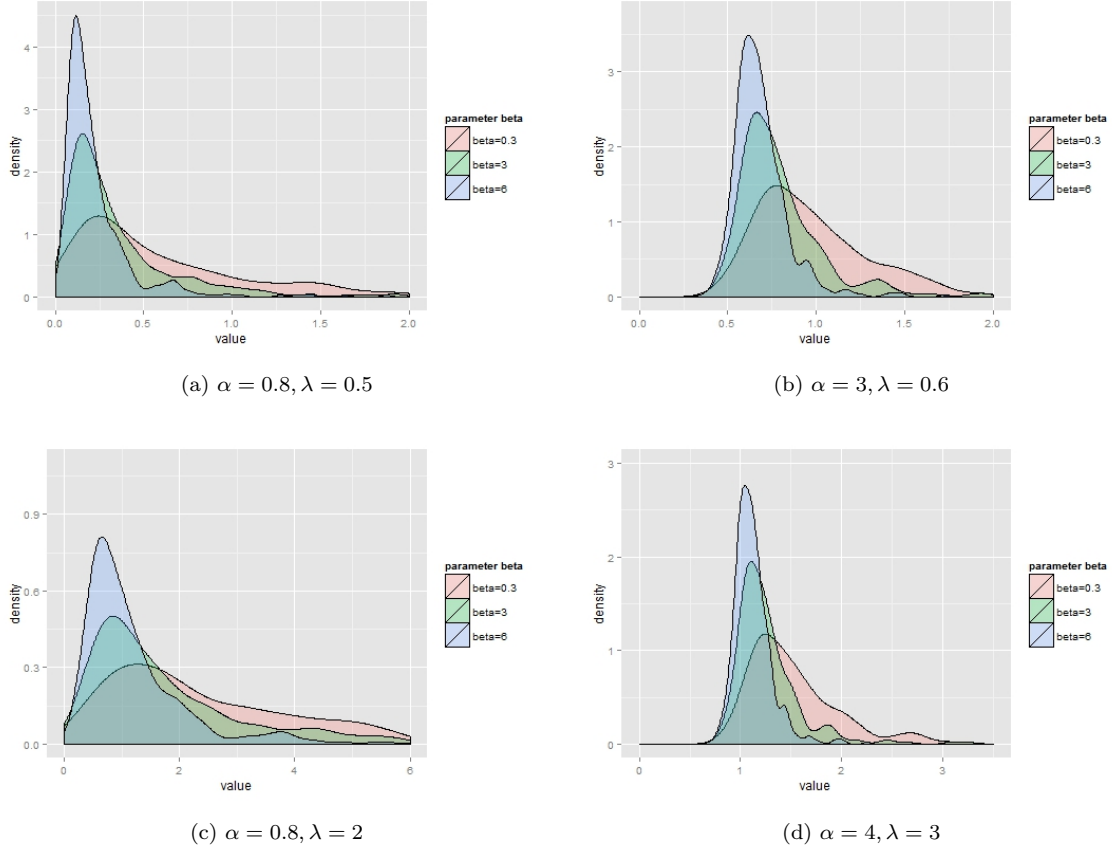 density
4
3
2
1
0
0.0 0.5 1.0 1.5 2.0
value
parameter beta
beta=0.3
beta=3
beta=6
(a) α = 0.8, λ = 0.5
density
3
2
1
0
0.0 0.5 1.0 1.5 2.0
value
parameter beta
beta=0.3
beta=3
beta=6
(b) α = 3, λ = 0.6
density
0.9
0.6
0.3
0.0
0 2 4 6
value
parameter beta
beta=0.3
beta=3
beta=6
(c) α = 0.8, λ = 2
density
3
2
1
0
0 1 2 3
value
parameter beta
beta=0.3
beta=3
beta=6
(d) α = 4, λ = 3